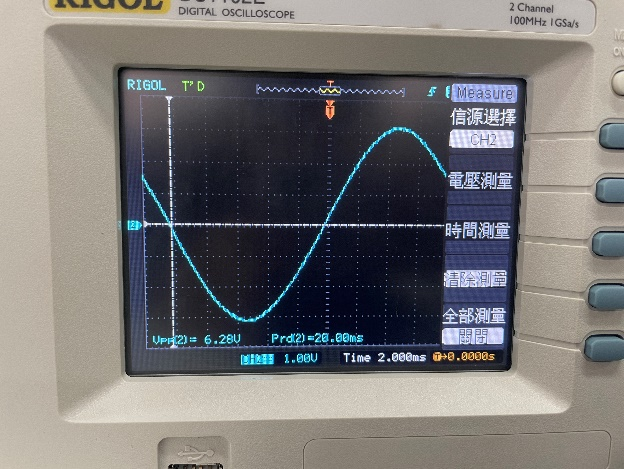 RIGOL
DIGITAL OSCILLOSCOPE
2 Channel
100MHz 1GSa/s
RIGOL T'D
T
Measure
信源選擇
CH2
電壓測量
時間測量
清除測量
全部測量
關閉
Vpp(2)= 6.28V Prd(2)=20.00ms
CH2 1.00V Time 2.000ms T→0.0000s